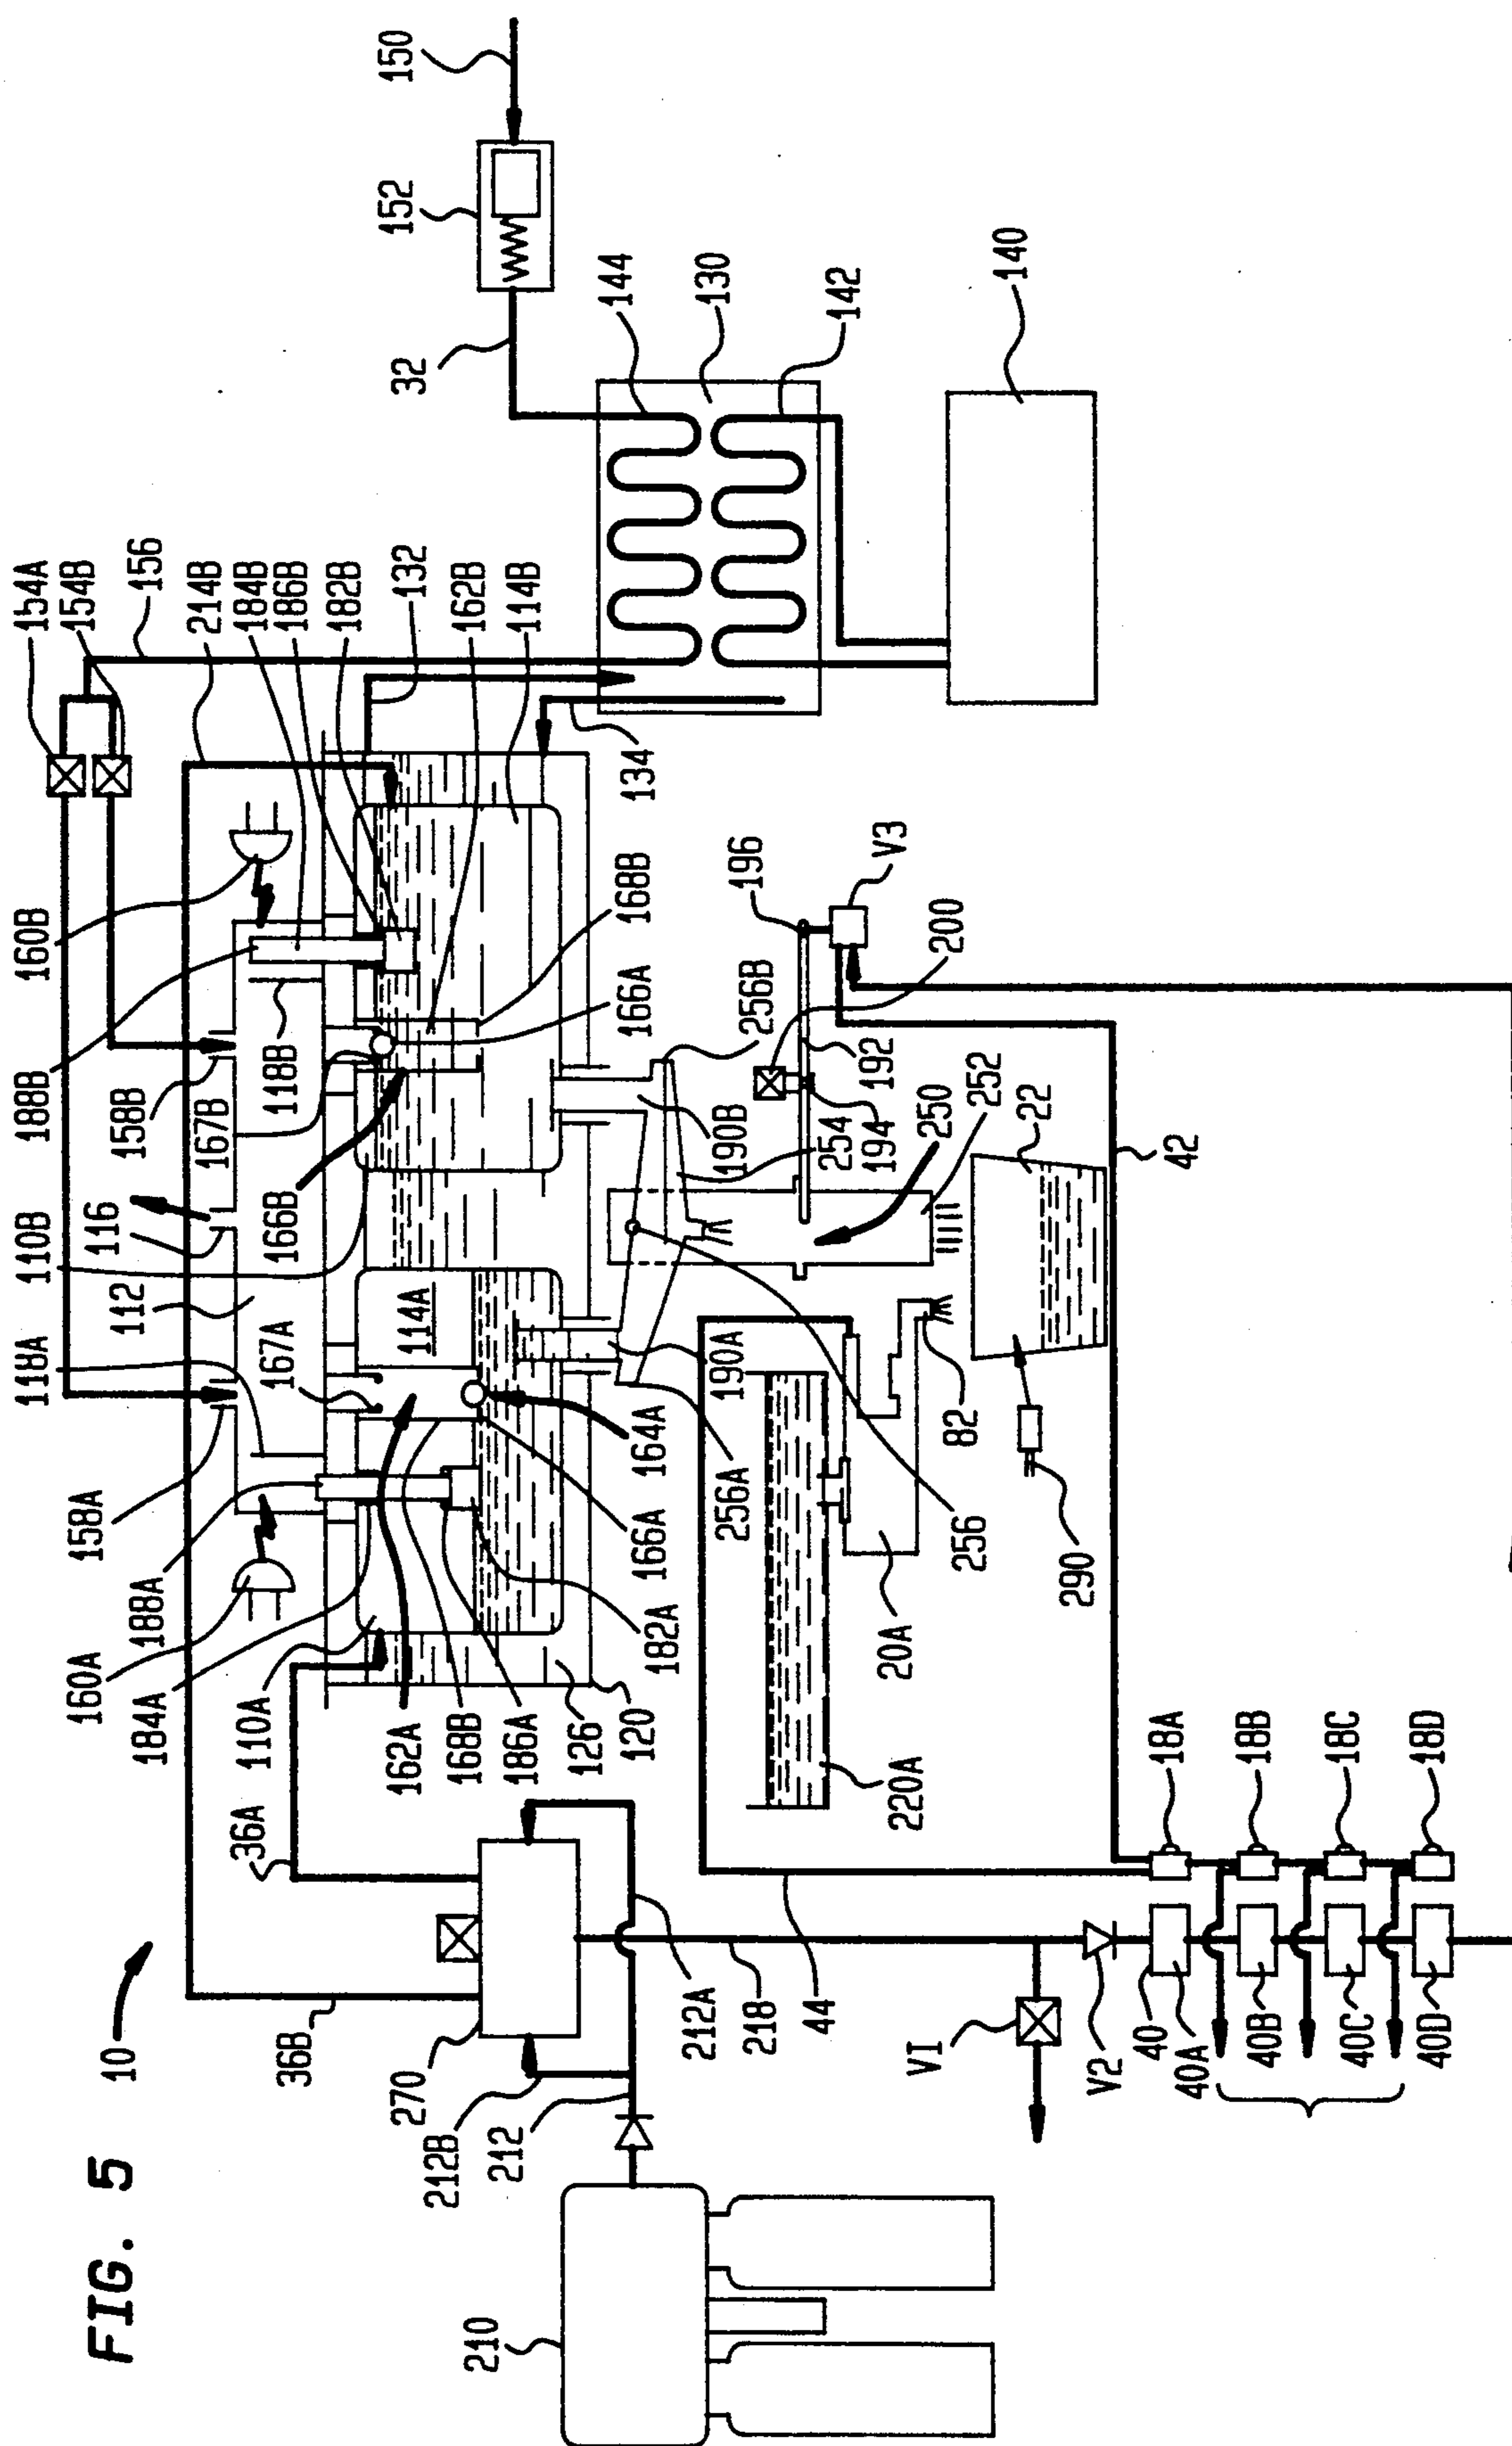 FIG. 5
10
154A
154B
156
214B
184B
186B
182B
132
162B
114B
150
152
32
144
130
142
140
134
160B
188B
158B
167B
118B
168B
166A
166B
116
110B
112
118A
167A
114A
158A
188A
160A
184A
110A
162A
168B
186A
182A
126
120
166A
164A
190A
256A
256
190B
256B
254
194
192
196
V3
200
250
252
22
42
82
290
20A
220A
36A
36B
270
212B
212
212A
218
44
210
V1
V2
40
40A
40B
40C
40D
18A
18B
18C
18D